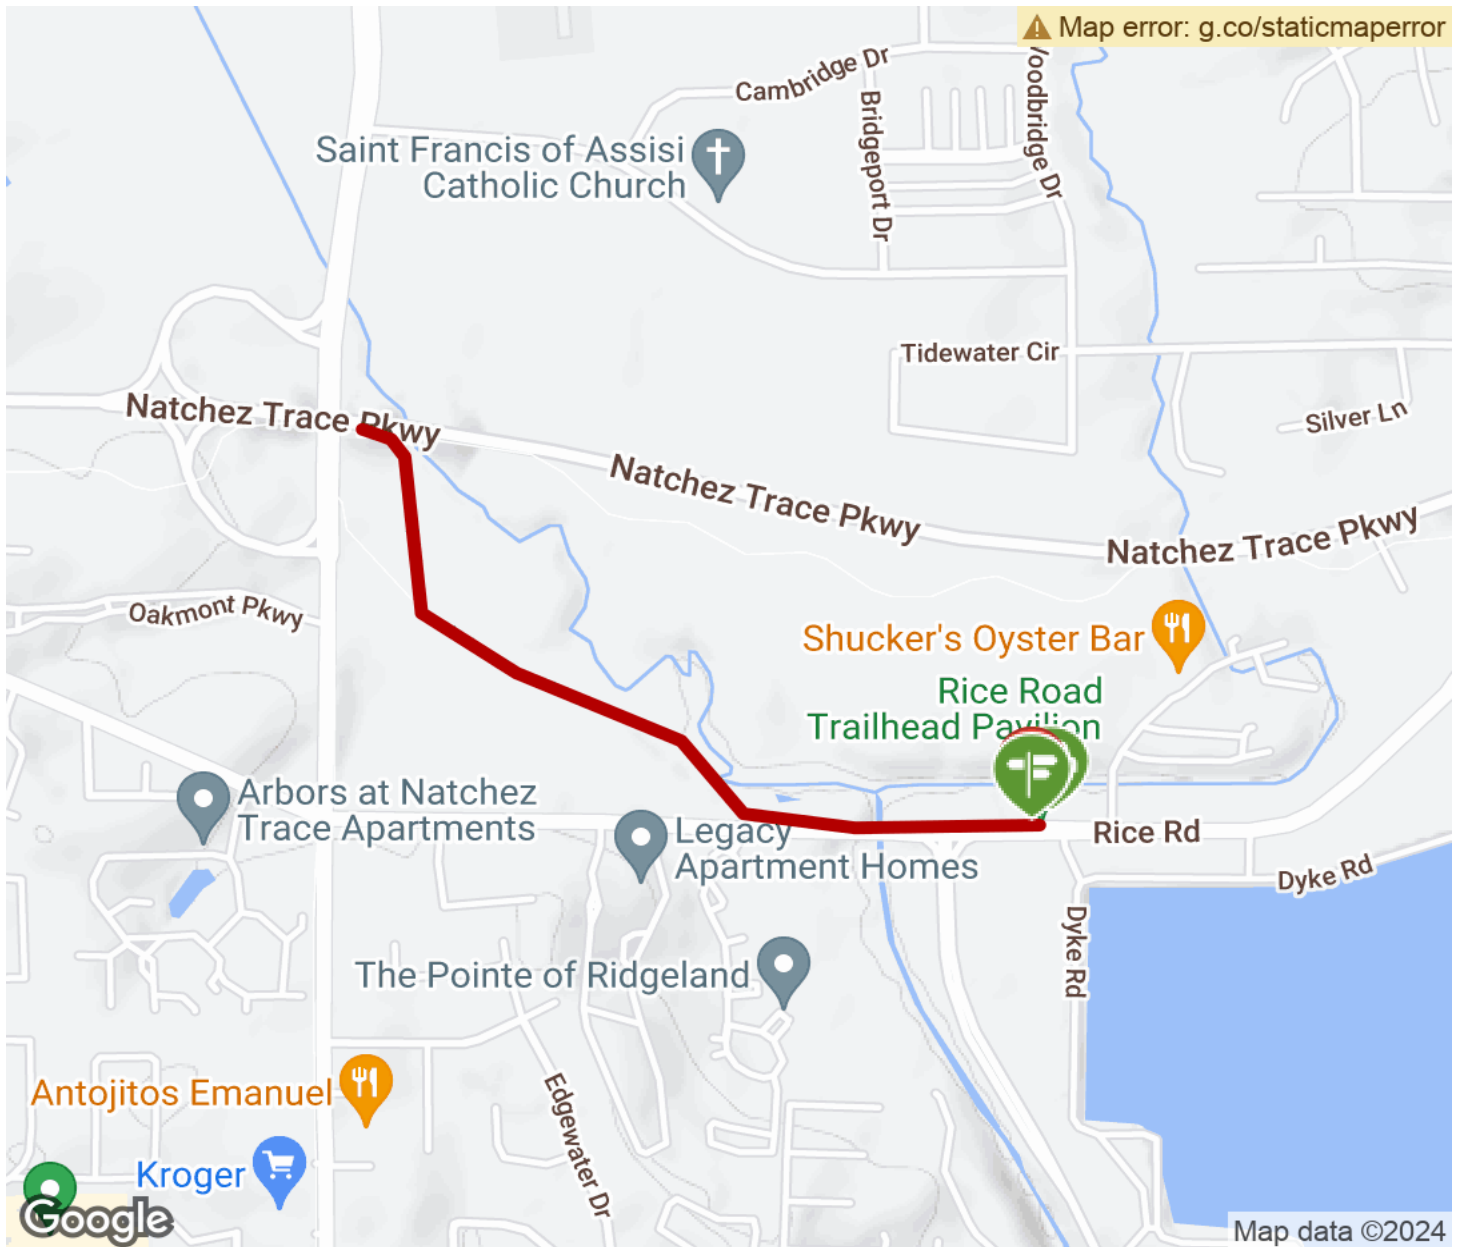 Map error: g.co/staticmaperror
Cambridge Dr
Bridgeport Dr
Woodbridge Dr
Saint Francis of Assisi
Catholic Church
Tidewater Cir
Silver Ln
Natchez Trace Pkwy
Natchez Trace Pkwy
Natchez Trace Pkwy
Oakmont Pkwy
Shucker's Oyster Bar
Rice Road
Trailhead Pavilion
Arbors at Natchez
Trace Apartments
Legacy
Apartment Homes
Rice Rd
Dyke Rd
Dyke Rd
The Pointe of Ridgeland
Antojitos Emanuel
Edgewater Dr
Kroger
Google
Map data ©2024